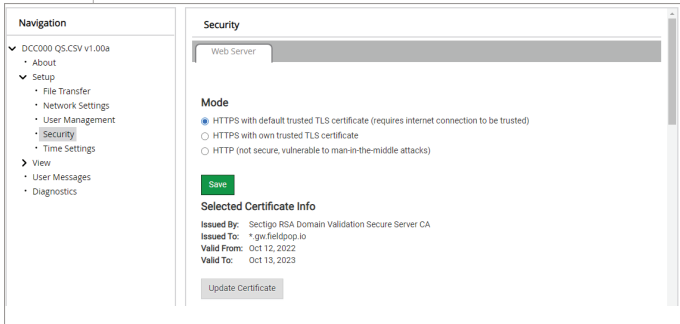 Navigation
DCC000 QS.CSV v1.00a
About
Setup
File Transfer
Network Settings
User Management
Security
Time Settings
View
User Messages
Diagnostics
Security
Web Server
Mode
HTTPS with default trusted TLS certificate (requires internet connection to be trusted)
HTTPS with own trusted TLS certificate
HTTP (not secure, vulnerable to man-in-the-middle attacks)
Save
Selected Certificate Info
Issued By: Sectigo RSA Domain Validation Secure Server CA
Issued To: *.gw.fieldpop.io
Valid From: Oct 12, 2022
Valid To: Oct 13, 2023
Update Certificate